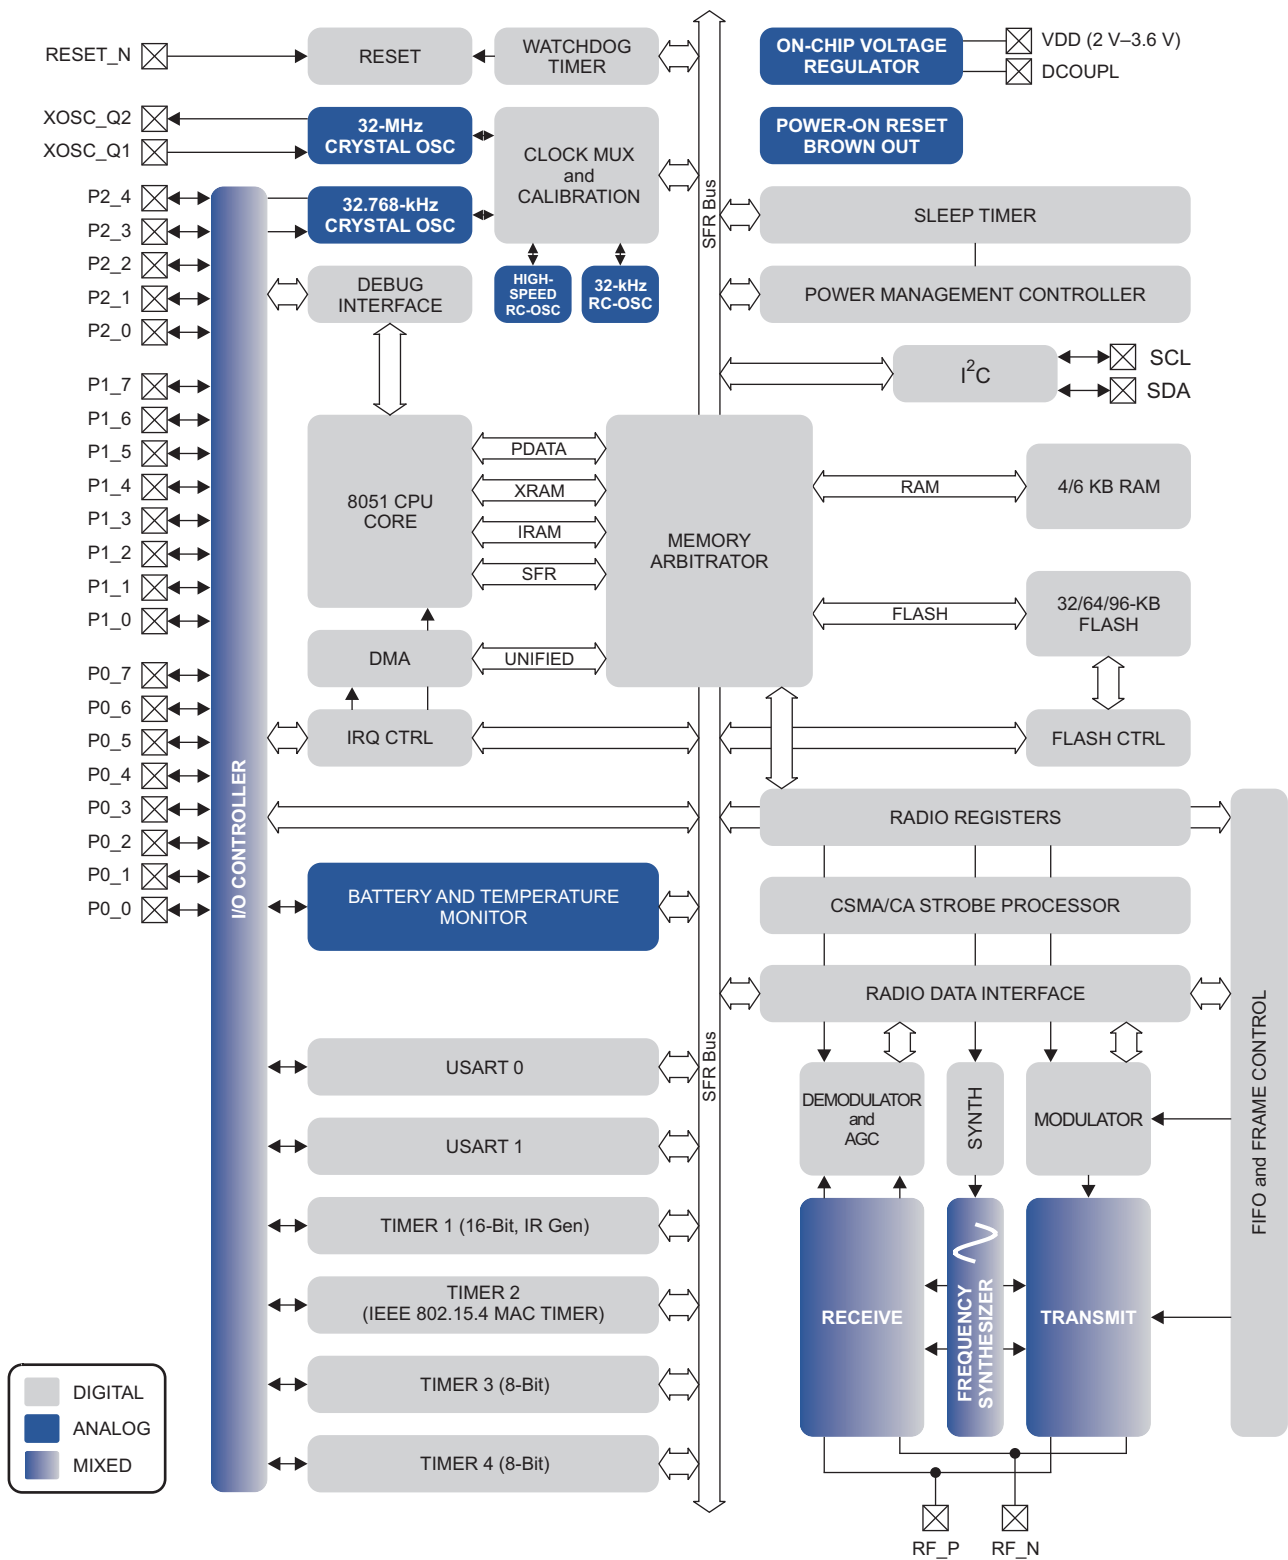 RESET_N
XOSC_Q2
XOSC_Q1
P2_4
P2_3
P2_2
P2_1
P2_0
P1_7
P1_6
P1_5
P1_4
P1_3
P1_2
P1_1
P1_0
P0_7
P0_6
P0_5
P0_4
P0_3
P0_2
P0_1
P0_0
I/O CONTROLLER
RESET
WATCHDOG
TIMER
32-MHz
CRYSTAL OSC
32.768-kHz
CRYSTAL OSC
CLOCK MUX
and
CALIBRATION
HIGH-
SPEED
RC-OSC
32-kHz
RC-OSC
DEBUG
INTERFACE
SFR Bus
ON-CHIP VOLTAGE
REGULATOR
VDD (2 V–3.6 V)
DCOUPL
POWER-ON RESET
BROWN OUT
SLEEP TIMER
POWER MANAGEMENT CONTROLLER
I2C
SCL
SDA
8051 CPU
CORE
PDATA
XRAM
IRAM
SFR
MEMORY
ARBITRATOR
RAM
4/6 KB RAM
FLASH
32/64/96-KB
FLASH
DMA
UNIFIED
IRQ CTRL
FLASH CTRL
RADIO REGISTERS
BATTERY AND TEMPERATURE
MONITOR
CSMA/CA STROBE PROCESSOR
RADIO DATA INTERFACE
SFR Bus
USART 0
USART 1
TIMER 1 (16-Bit, IR Gen)
TIMER 2
(IEEE 802.15.4 MAC TIMER)
TIMER 3 (8-Bit)
TIMER 4 (8-Bit)
DEMODULATOR
and
AGC
SYNTH
MODULATOR
FIFO and FRAME CONTROL
RECEIVE
FREQUENCY
SYNTHESIZER
TRANSMIT
RF_P
RF_N
DIGITAL
ANALOG
MIXED